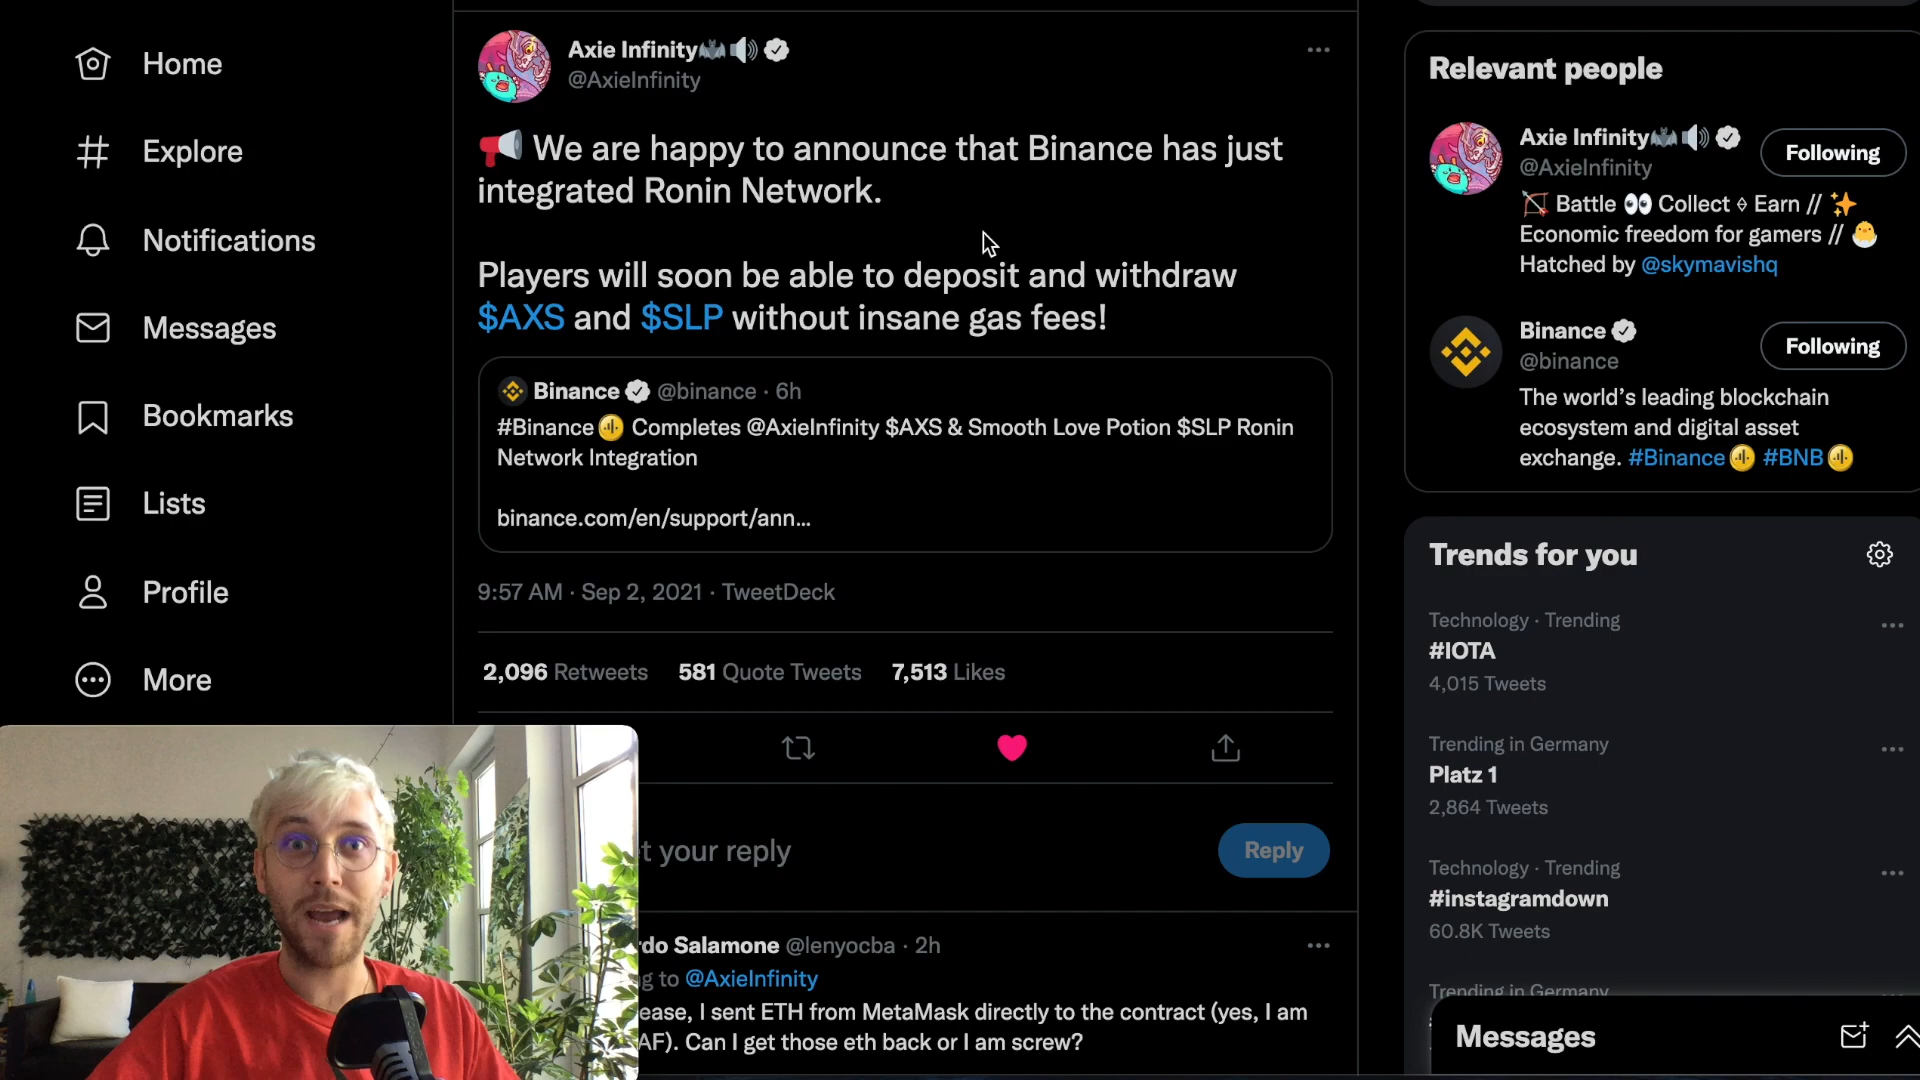 Home
Explore
Notifications
Messages
Bookmarks
Lists
Profile
More
Axie Infinity
@AxieInfinity
We are happy to announce that Binance has just
integrated Ronin Network.
Players will soon be able to deposit and withdraw
$AXS and $SLP without insane gas fees!
Binance @binance · 6h
#Binance Completes @AxieInfinity $AXS & Smooth Love Potion $SLP Ronin
Network Integration
binance.com/en/support/ann...
9:57 AM · Sep 2, 2021 · TweetDeck
2,096 Retweets 581 Quote Tweets 7,513 Likes
t your reply
Reply
rdo Salamone @lenyocba · 2h
g to @AxieInfinity
ease, I sent ETH from MetaMask directly to the contract (yes, I am
AF). Can I get those eth back or I am screw?
Relevant people
Axie Infinity
Following
@AxieInfinity
Battle Collect Earn //
Economic freedom for gamers //
Hatched by @skymavishq
Binance
Following
@binance
The world's leading blockchain
ecosystem and digital asset
exchange. #Binance #BNB
Trends for you
Technology · Trending
#IOTA
4,015 Tweets
Trending in Germany
Platz 1
2,864 Tweets
Technology · Trending
#instagramdown
60.8K Tweets
Trending in Germany
Messages